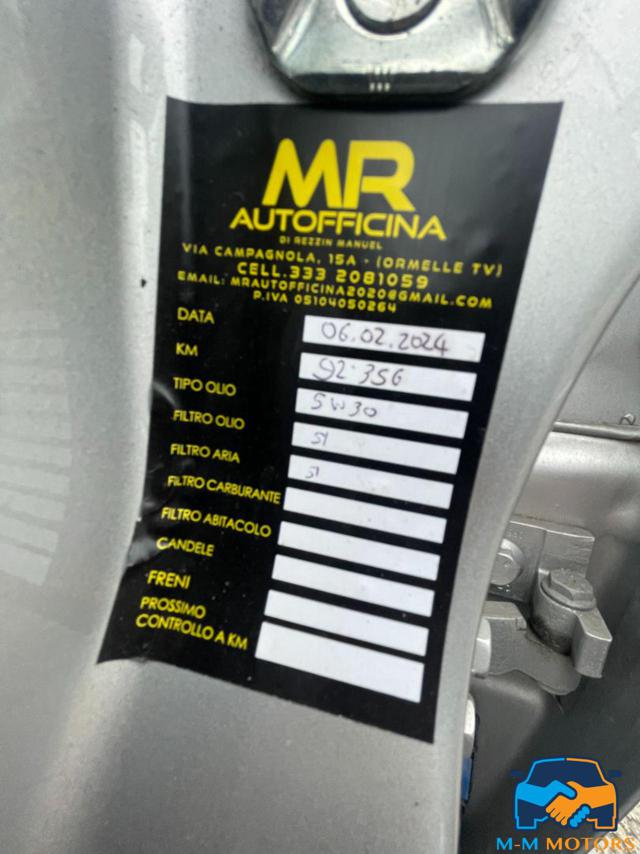 MR
AUTOFFICINA
DI REZZIN MANUEL
VIA CAMPAGNOLA, 15A - (ORMELLE TV)
CELL.333 2081059
EMAIL: MRAUTOFFICINA2020@GMAIL.COM
P.IVA 05104050264
DATA 06.02.2024
KM 92.356
TIPO OLIO 5W30
FILTRO OLIO SI
FILTRO ARIA SI
FILTRO CARBURANTE
FILTRO ABITACOLO
CANDELE
FRENI
PROSSIMO
CONTROLLO A KM
M-M MOTORS